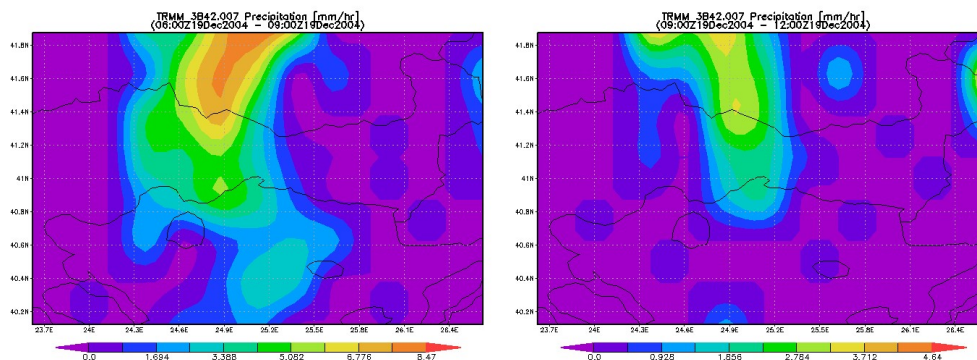 TRMM_3B42.007 Precipitation [mm/hr]
(06:00Z19Dec2004 – 09:00Z19Dec2004)
41.8N
41.6N
41.4N
41.2N
41N
40.8N
40.6N
40.4N
40.2N
23.7E 24E 24.3E 24.6E 24.9E 25.2E 25.5E 25.8E 26.1E 26.4E
0.0 1.694 3.388 5.082 6.776 8.47
TRMM_3B42.007 Precipitation [mm/hr]
(09:00Z19Dec2004 – 12:00Z19Dec2004)
41.8N
41.6N
41.4N
41.2N
41N
40.8N
40.6N
40.4N
40.2N
23.7E 24E 24.3E 24.6E 24.9E 25.2E 25.5E 25.8E 26.1E 26.4E
0.0 0.928 1.856 2.784 3.712 4.64